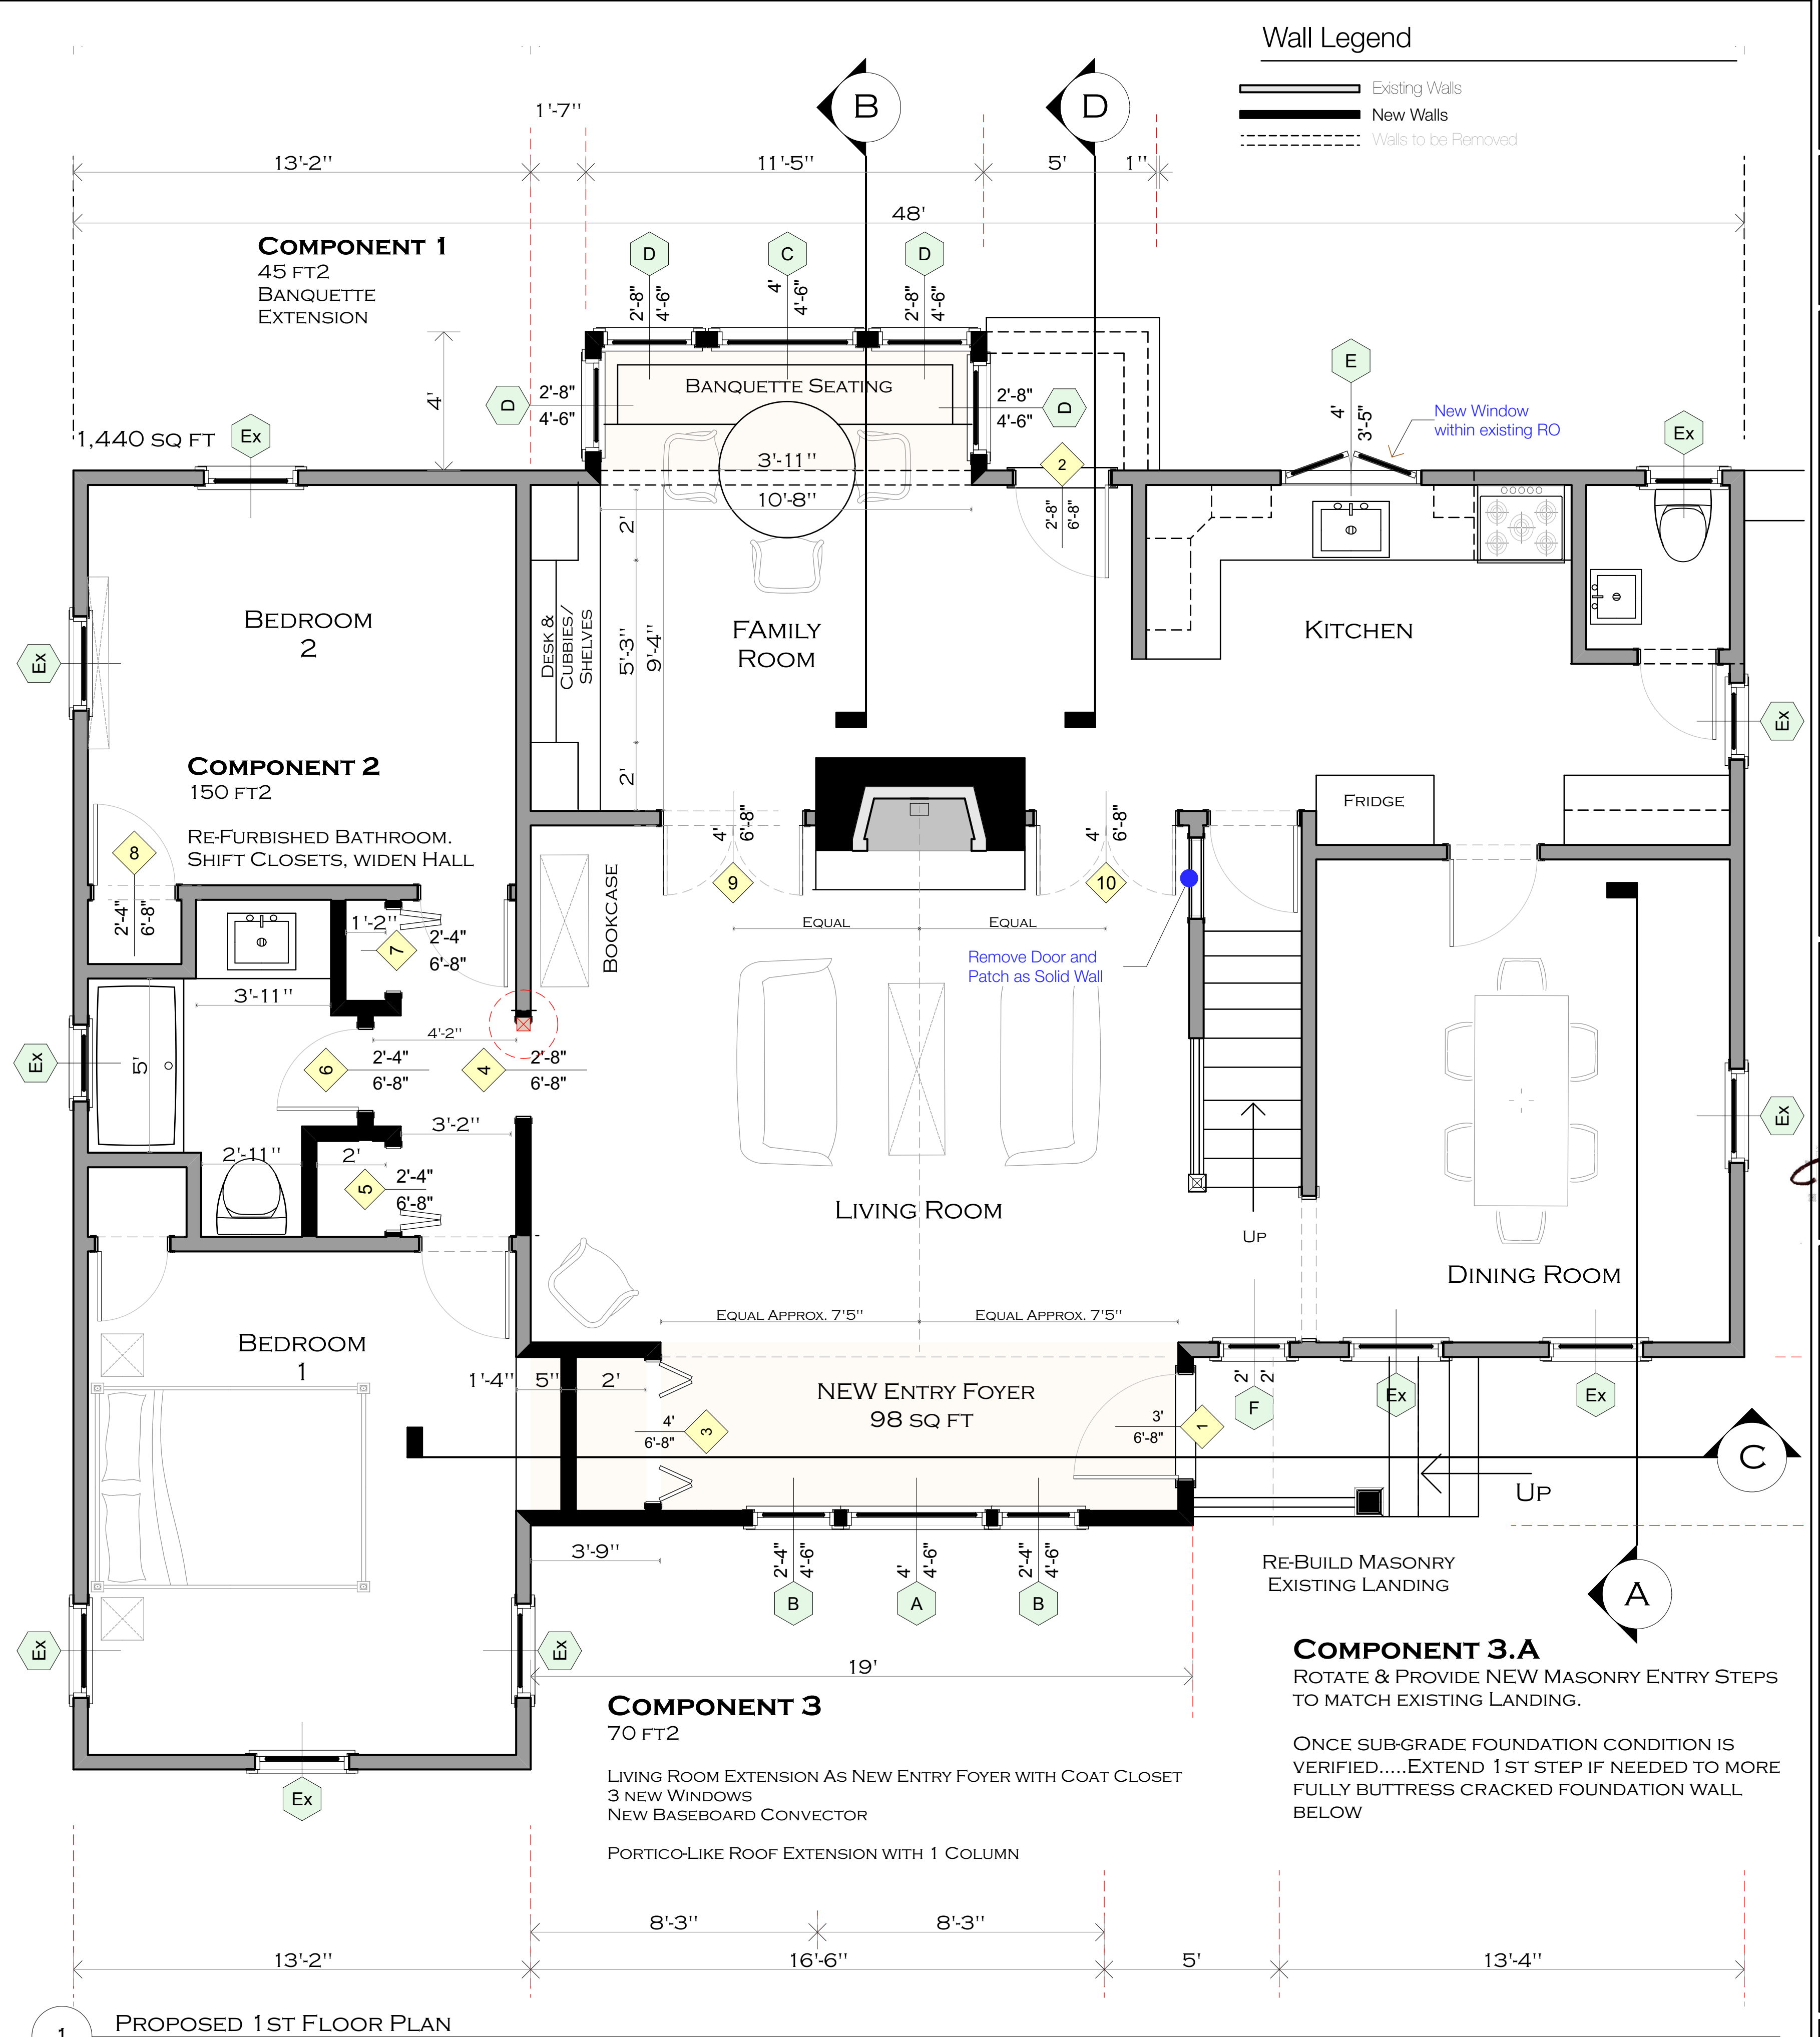 Wall Legend
Existing Walls
New Walls
Walls to be Removed
B
D
1'-7"
13'-2"
11'-5"
5'
1"
48'
Component 1
45 ft2
Banquette
Extension
D
C
D
2'-8"
4'-6"
4'
4'-6"
2'-8"
4'-6"
4'
Banquette Seating
D
2'-8"
4'-6"
2'-8"
4'-6"
D
E
4'
3'-5"
New Window
within existing RO
1,440 sq ft
Ex
Ex
3'-11"
10'-8"
2
2'-8"
6'-8"
2'
Bedroom
2
Desk &
Cubbies/
Shelves
5'-3"
9'-4"
FAmily
Room
Kitchen
Ex
Ex
2'
Component 2
150 ft2
Re-Furbished Bathroom.
Shift Closets, widen Hall
Fridge
8
2'-4"
6'-8"
4'
6'-8"
9
4'
6'-8"
10
Bookcase
Equal
Equal
1'-2"
7
2'-4"
6'-8"
Remove Door and
Patch as Solid Wall
3'-11"
4'-2"
Ex
5'
6
2'-4"
6'-8"
4
2'-8"
6'-8"
Ex
3'-2"
2'-11"
2'
5
2'-4"
6'-8"
Living Room
Up
Dining Room
Equal Approx. 7'5"
Equal Approx. 7'5"
Bedroom
1
1'-4"
5"
2'
NEW Entry Foyer
98 sq ft
4'
6'-8"
3
3'
6'-8"
1
2'
2'
F
Ex
Ex
C
Up
3'-9"
2'-4"
4'-6"
4'
4'-6"
2'-4"
4'-6"
B
A
B
Re-Build Masonry
Existing Landing
A
Ex
Ex
19'
Component 3
70 ft2
Living Room Extension As New Entry Foyer with Coat Closet
3 new Windows
New Baseboard Convector
Portico-Like Roof Extension with 1 Column
Component 3.A
Rotate & Provide NEW Masonry Entry Steps
to match existing Landing.
Once sub-grade foundation condition is
verified.....Extend 1st step if needed to more
fully buttress cracked foundation wall
below
Ex
8'-3"
8'-3"
13'-2"
16'-6"
5'
13'-4"
1
Proposed 1st Floor Plan